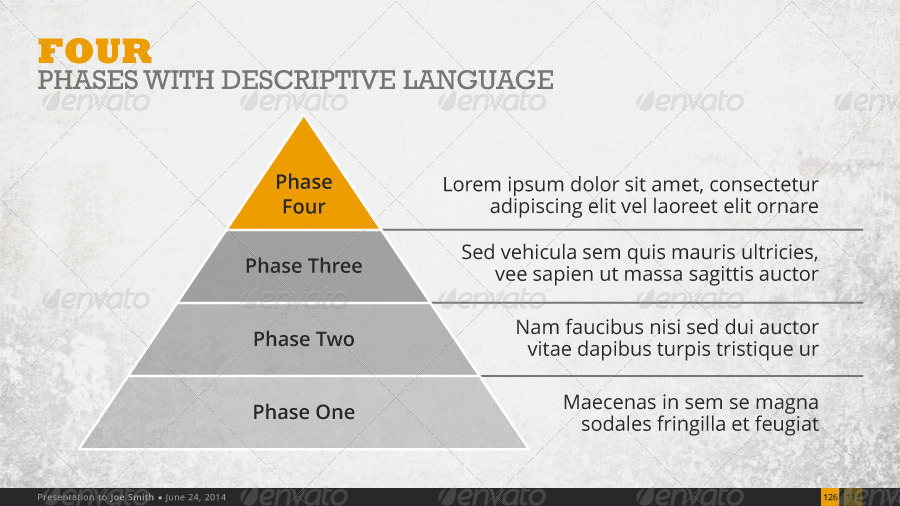 FOUR
PHASES WITH DESCRIPTIVE LANGUAGE
Phase
Four
Lorem ipsum dolor sit amet, consectetur
adipiscing elit vel laoreet elit ornare
Phase Three
Sed vehicula sem quis mauris ultricies,
vee sapien ut massa sagittis auctor
Phase Two
Nam faucibus nisi sed dui auctor
vitae dapibus turpis tristique ur
Phase One
Maecenas in sem se magna
sodales fringilla et feugiat
Presentation to Joe Smith ● June 24, 2014
126
envato
envato
envato
envato
envato
envato
envato
envato
envato
envato
envato
envato
envato